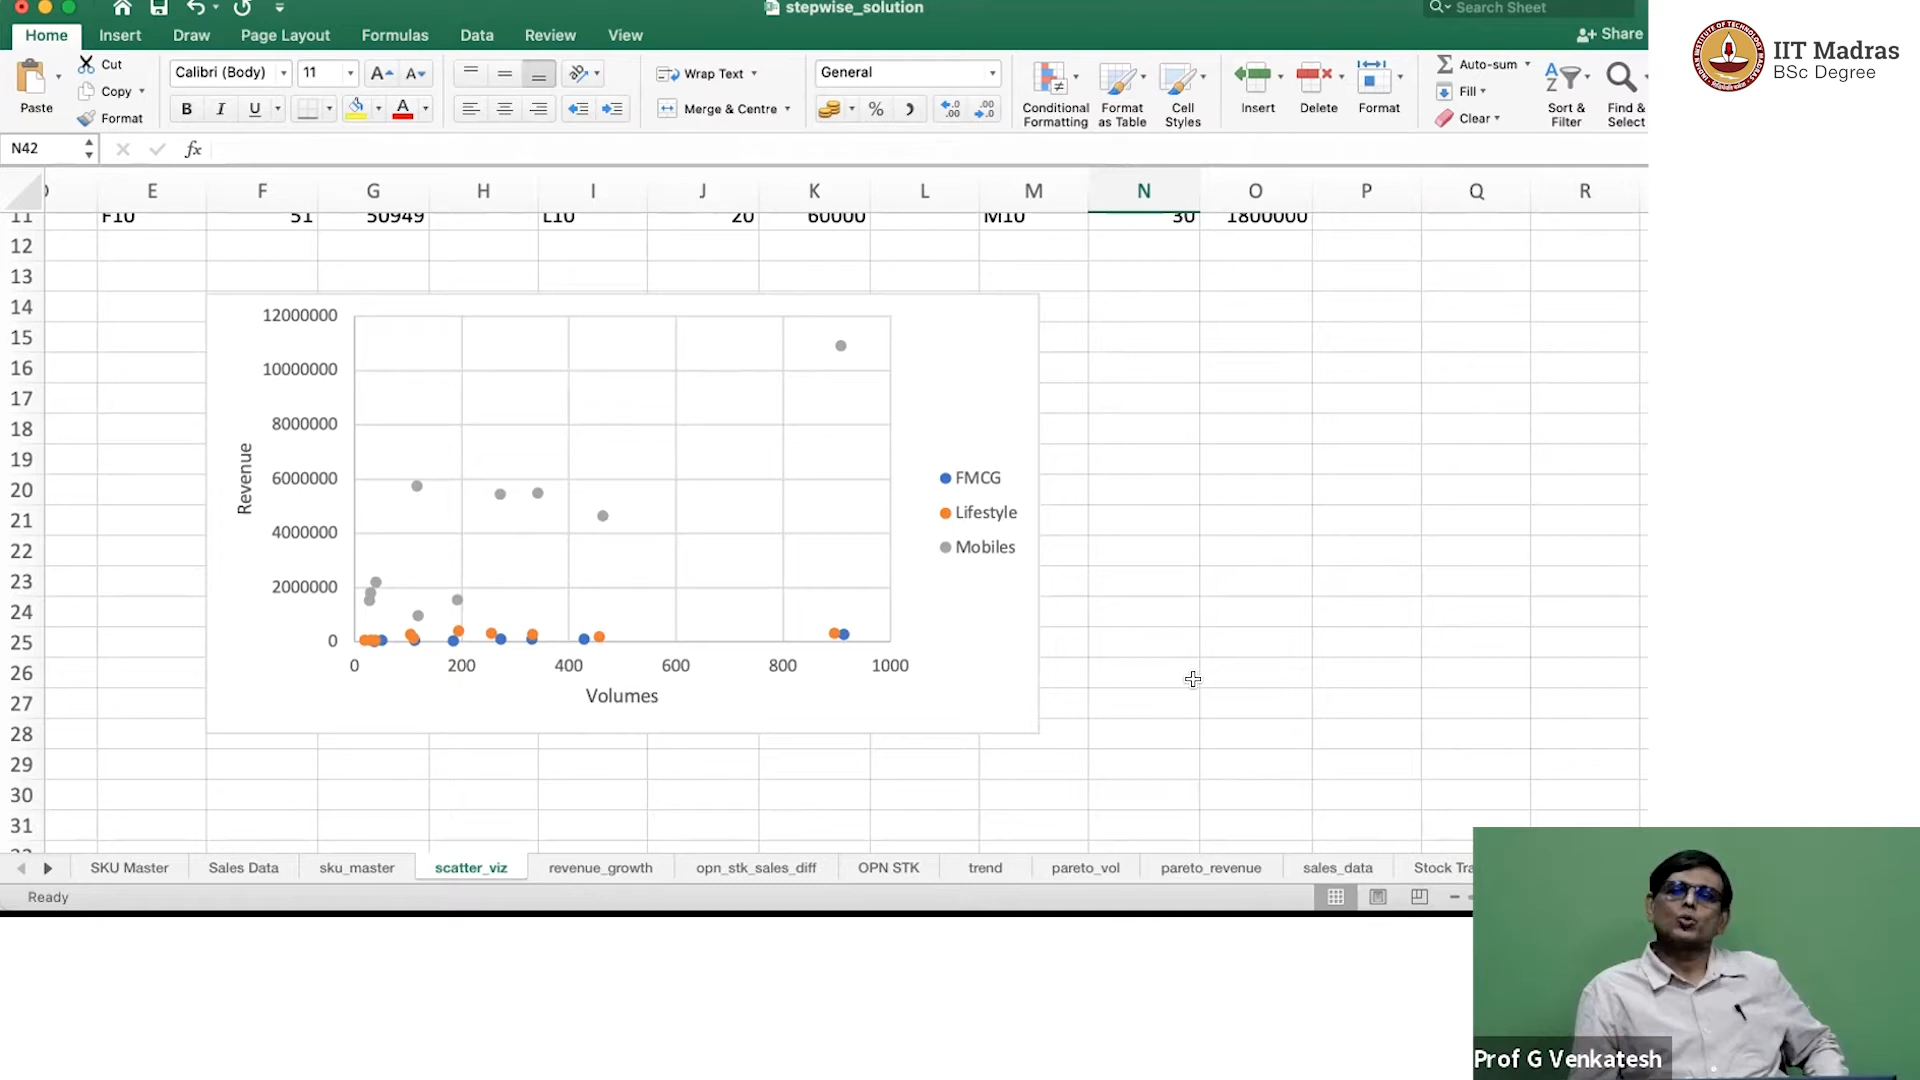 stepwise_solution
Search Sheet
Home Insert Draw Page Layout Formulas Data Review View
Share
Paste
Cut
Copy
Format
Calibri (Body) 11
B I U
Wrap Text
Merge & Centre
General
Conditional Formatting
Format as Table
Cell Styles
Insert
Delete
Format
Auto-sum
Fill
Clear
Sort & Filter
Find & Select
IIT Madras
BSc Degree
N42
fx
E F G H I J K L M N O P Q R
11 F10 51 50949 L10 20 60000 M10 30 1800000
12
13
14
15
16
17
18
19
20
21
22
23
24
25
26
27
28
29
30
31
12000000
10000000
8000000
6000000
4000000
2000000
0
Revenue
0 200 400 600 800 1000
Volumes
FMCG
Lifestyle
Mobiles
SKU Master Sales Data sku_master scatter_viz revenue_growth opn_stk_sales_diff OPN STK trend pareto_vol pareto_revenue sales_data Stock Tra
Ready
Prof G Venkatesh